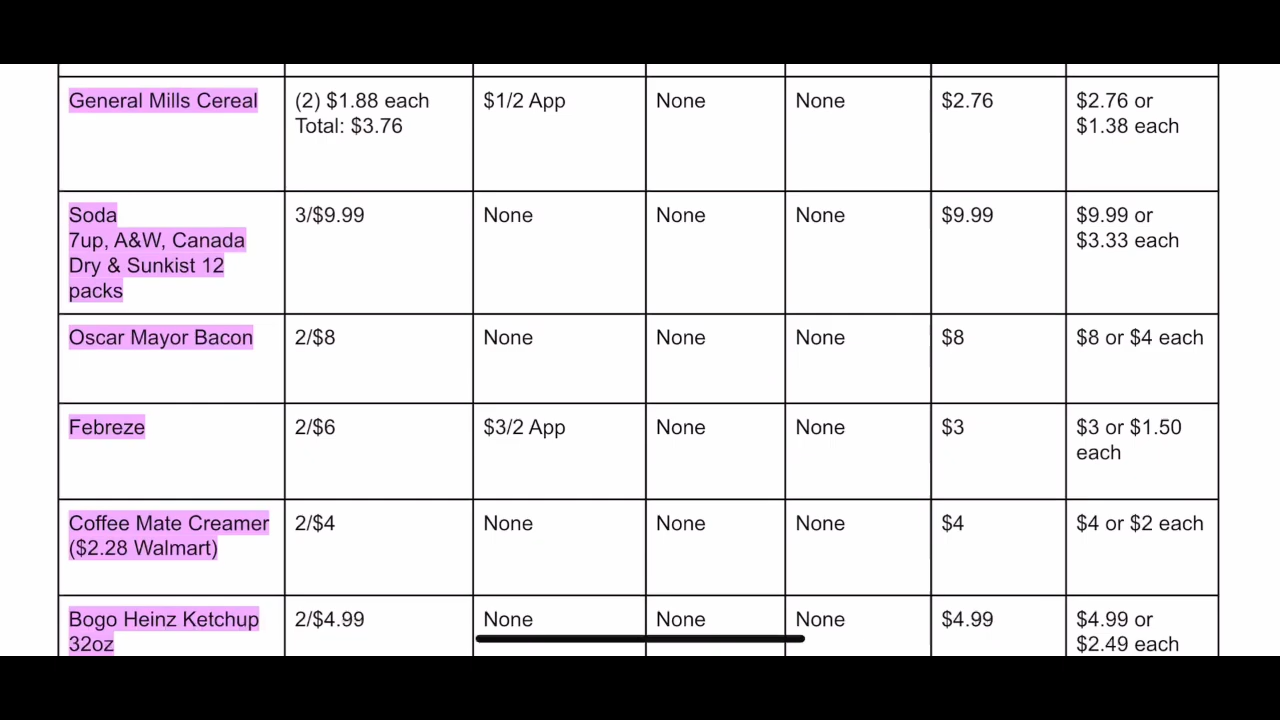 General Mills Cereal
(2) $1.88 each
Total: $3.76
$1/2 App
None
None
$2.76
$2.76 or
$1.38 each
Soda
7up, A&W, Canada
Dry & Sunkist 12
packs
3/$9.99
None
None
None
$9.99
$9.99 or
$3.33 each
Oscar Mayor Bacon
2/$8
None
None
None
$8
$8 or $4 each
Febreze
2/$6
$3/2 App
None
None
$3
$3 or $1.50
each
Coffee Mate Creamer
($2.28 Walmart)
2/$4
None
None
None
$4
$4 or $2 each
Bogo Heinz Ketchup
32oz
2/$4.99
None
None
None
$4.99
$4.99 or
$2.49 each